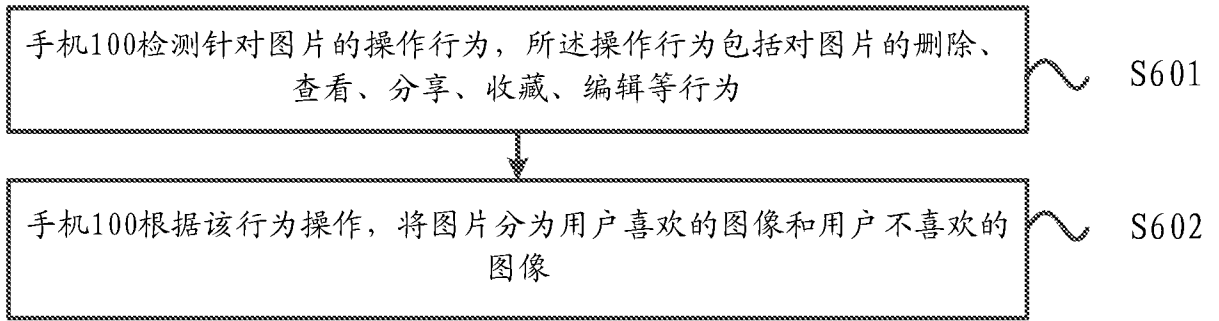 手机100检测针对图片的操作行为，所述操作行为包括对图片的删除、
查看、分享、收藏、编辑等行为
S601
手机100根据该行为操作，将图片分为用户喜欢的图像和用户不喜欢的
图像
S602